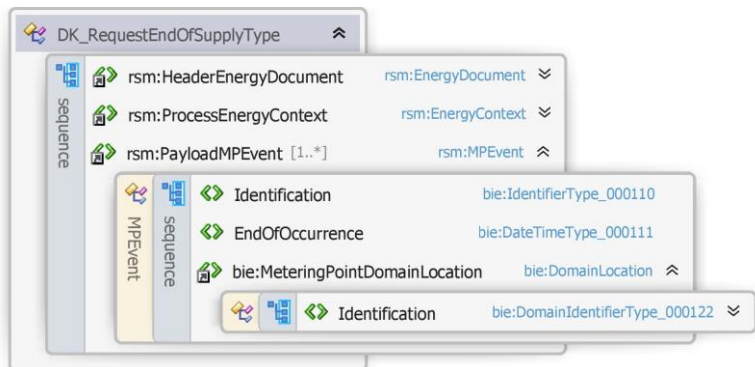 DK_RequestEndOfSupplyType
sequence
rsm:HeaderEnergyDocument rsm:EnergyDocument
rsm:ProcessEnergyContext rsm:EnergyContext
rsm:PayloadMPEvent [1..*] rsm:MPEvent
MPEvent
sequence
Identification bie:IdentifierType_000110
EndOfOccurrence bie:DateTimeType_000111
bie:MeteringPointDomainLocation bie:DomainLocation
Identification bie:DomainIdentifierType_000122